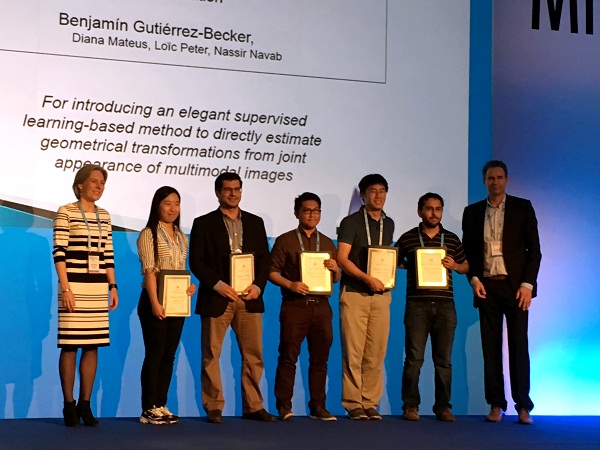 Benjamín Gutiérrez-Becker,
Diana Mateus, Loïc Peter, Nassir Navab
For introducing an elegant supervised
learning-based method to directly estimate
geometrical transformations from joint
appearance of multimodal images